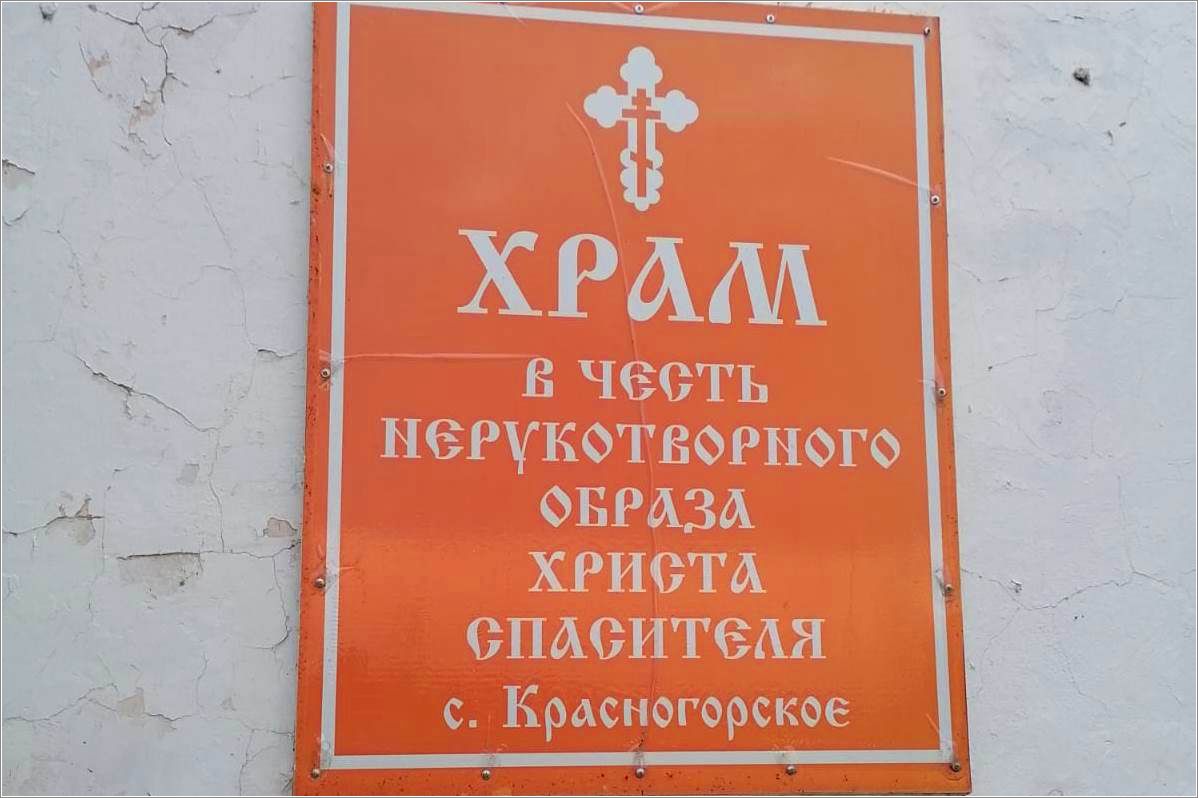 ХРАМ
В ЧЕСТЬ
НЕРУКОТВОРНОГО
ОБРАЗА
ХРИСТА
СПАСИТЕЛЯ
с. Красногорское